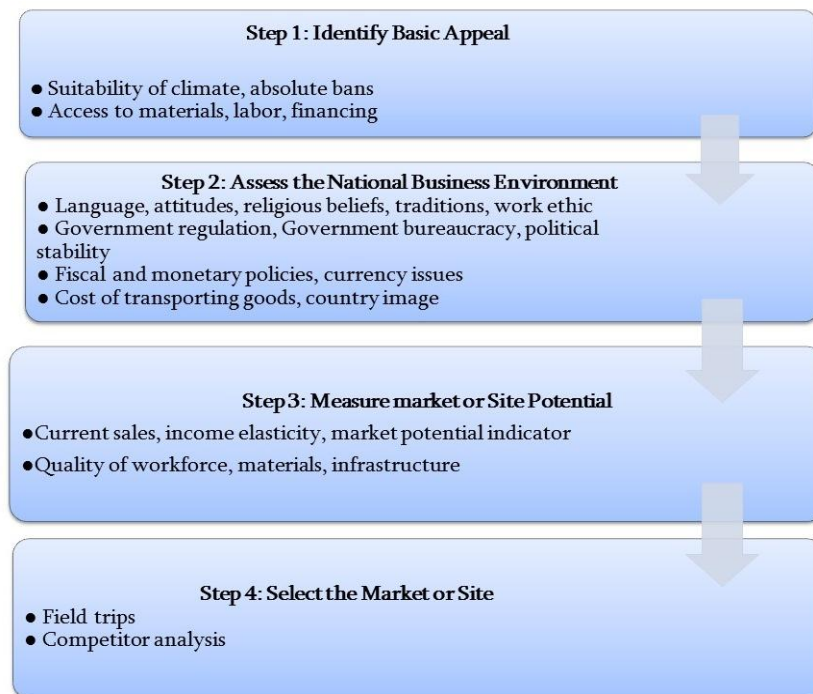 Step 1: Identify Basic Appeal
● Suitability of climate, absolute bans
● Access to materials, labor, financing
Step 2: Assess the National Business Environment
● Language, attitudes, religious beliefs, traditions, work ethic
● Government regulation, Government bureaucracy, political
stability
● Fiscal and monetary policies, currency issues
● Cost of transporting goods, country image
Step 3: Measure market or Site Potential
●Current sales, income elasticity, market potential indicator
●Quality of workforce, materials, infrastructure
Step 4: Select the Market or Site
● Field trips
● Competitor analysis